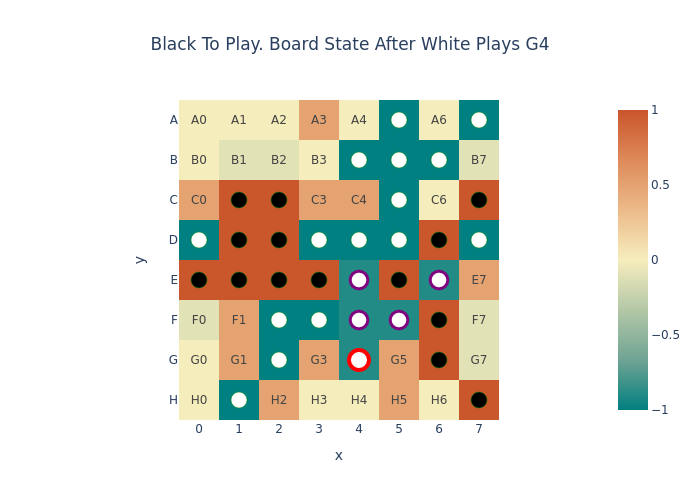 Black To Play. Board State After White Plays G4
A A0 A1 A2 A3 A4 A6
B B0 B1 B2 B3 B7
C C0 C3 C4 C6
D
E E7
F F0 F1 F7
G G0 G1 G3 G5 G7
H H0 H2 H3 H4 H5 H6
0 1 2 3 4 5 6 7
x
y
1
0.5
0
−0.5
−1